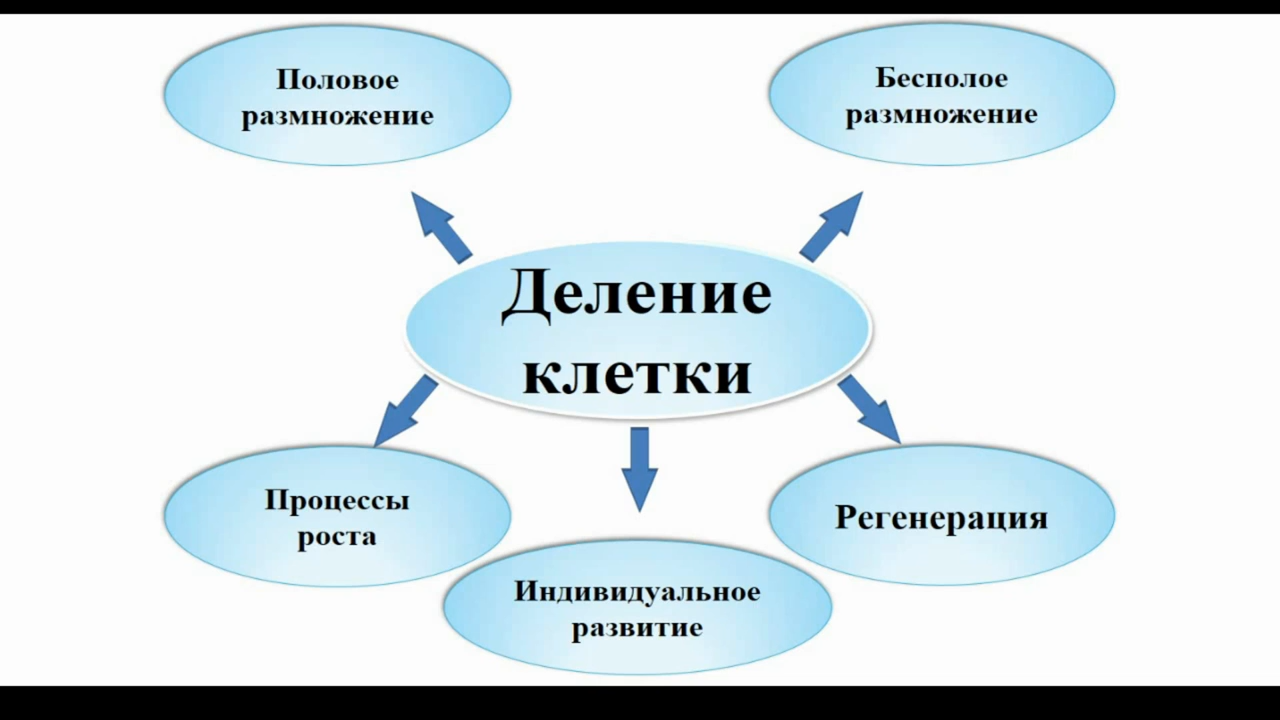 Половое
размножение
Бесполое
размножение
Деление
клетки
Процессы
роста
Регенерация
Индивидуальное
развитие